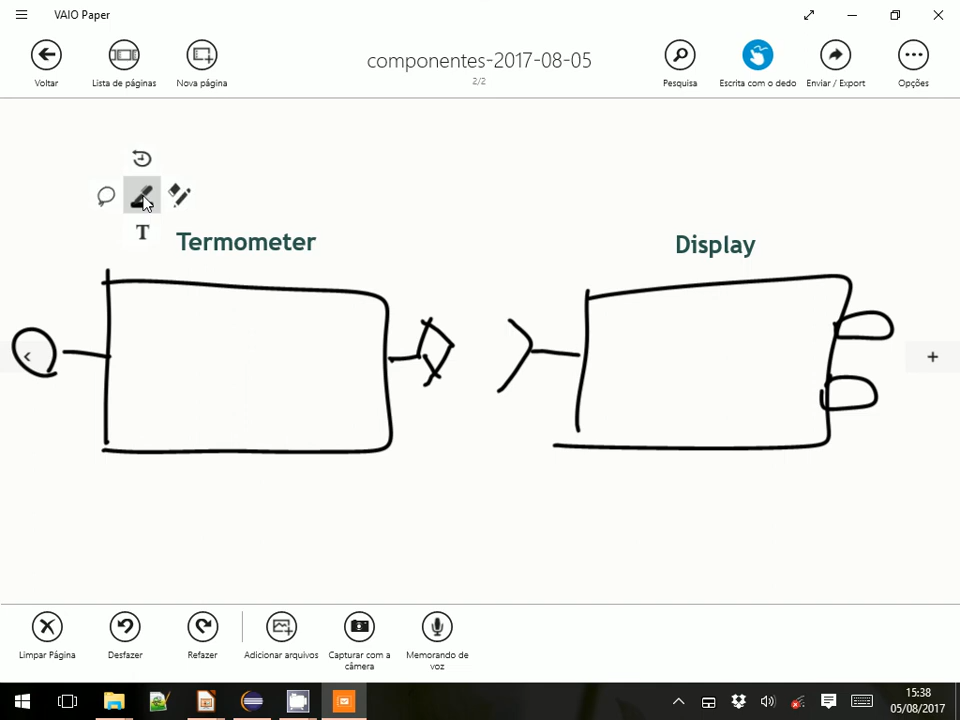 VAIO Paper
Voltar
Lista de páginas
Nova página
componentes-2017-08-05
2/2
Pesquisa
Escrita com o dedo
Enviar / Export
Opções
T
Termometer
Display
Limpar Página
Desfazer
Refazer
Adicionar arquivos
Capturar com a
câmera
Memorando de
voz
15:38
05/08/2017